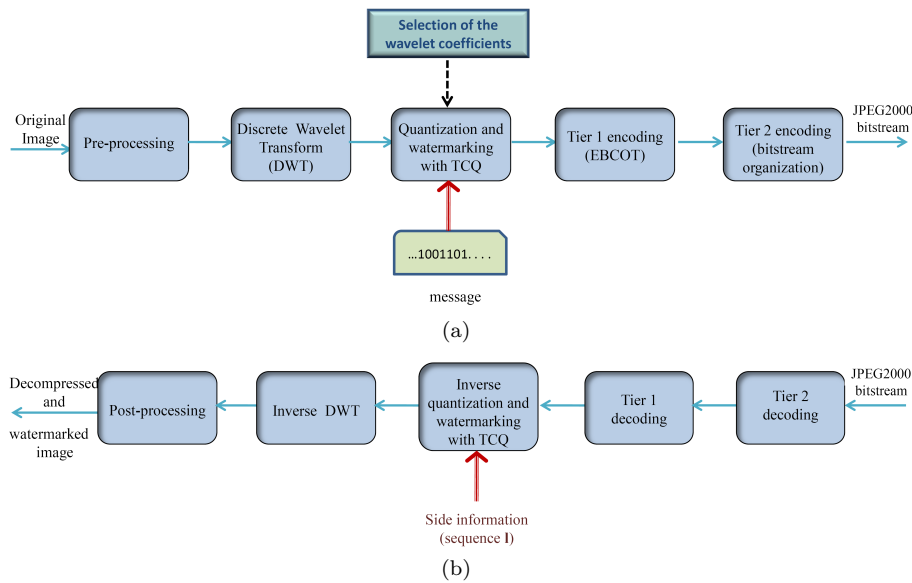 Selection of the
wavelet coefficients
Original
Image
Pre-processing
Discrete Wavelet
Transform
(DWT)
Quantization and
watermarking
with TCQ
Tier 1 encoding
(EBCOT)
Tier 2 encoding
(bitstream
organization)
JPEG2000
bitstream
...1001101. . . .
message
(a)
Decompressed
and
watermarked
image
Post-processing
Inverse DWT
Inverse
quantization and
watermarking
with TCQ
Tier 1
decoding
Tier 2
decoding
JPEG2000
bitstream
Side information
(sequence I)
(b)